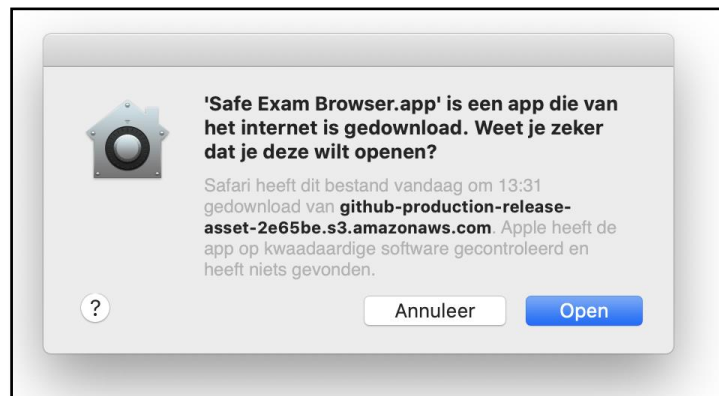 'Safe Exam Browser.app' is een app die van
het internet is gedownload. Weet je zeker
dat je deze wilt openen?
Safari heeft dit bestand vandaag om 13:31
gedownload van github-production-release-
asset-2e65be.s3.amazonaws.com. Apple heeft de
app op kwaadaardige software gecontroleerd en
heeft niets gevonden.
? Annuleer Open